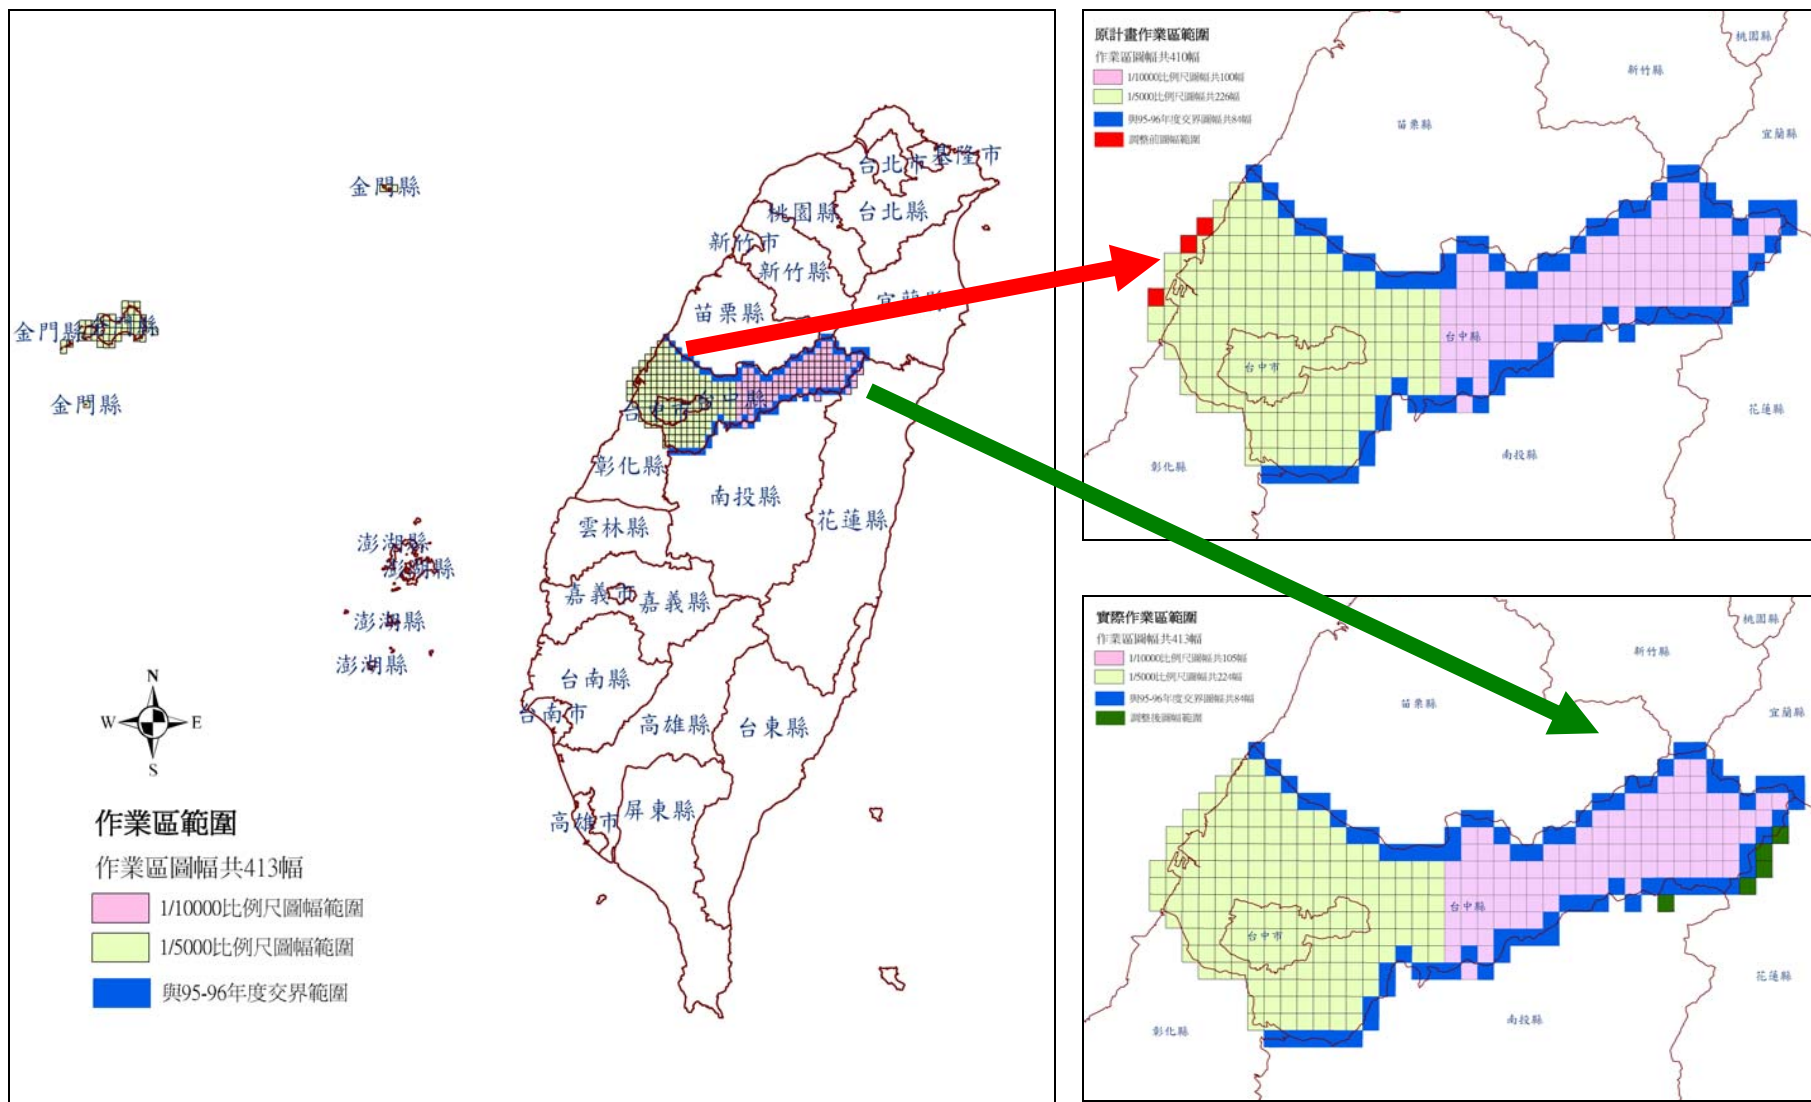 金門縣
金門縣
金門縣
金門縣
台北市
基隆市
桃園縣
台北縣
新竹市
新竹縣
宜蘭縣
苗栗縣
台中市
台中縣
彰化縣
南投縣
花蓮縣
雲林縣
澎湖縣
澎湖縣
澎湖縣
澎湖縣
嘉義市
嘉義縣
台南縣
台南市
高雄縣
台東縣
高雄市
屏東縣
N
W
E
S
作業區範圍
作業區圖幅共413幅
1/10000比例尺圖幅範圍
1/5000比例尺圖幅範圍
與95-96年度交界範圍
原計畫作業區範圍
作業區圖幅共410幅
1/10000比例尺圖幅共100幅
1/5000比例尺圖幅共226幅
與95-96年度交界圖幅共84幅
調整前圖幅範圍
桃園縣
新竹縣
苗栗縣
宜蘭縣
台中縣
台中市
花蓮縣
彰化縣
南投縣
實際作業區範圍
作業區圖幅共413幅
1/10000比例尺圖幅共105幅
1/5000比例尺圖幅共224幅
與95-96年度交界圖幅共84幅
調整後圖幅範圍
桃園縣
新竹縣
苗栗縣
宜蘭縣
台中縣
台中市
花蓮縣
彰化縣
南投縣